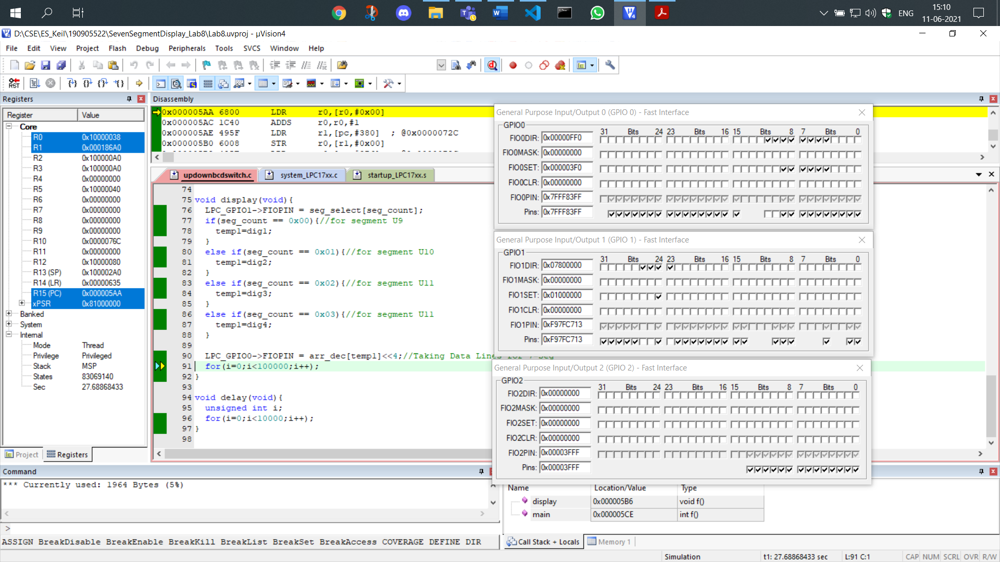 ENG
15:10
11-06-2021
D:\CSE\ES_Keil\190905522\SevenSegmentDisplay_Lab8\Lab8.uvproj - µVision4
File Edit View Project Flash Debug Peripherals Tools SVCS Window Help
Registers
Register Value
Core
R0 0x10000038
R1 0x000186A0
R2 0x100000A0
R3 0x100000A0
R4 0x00000000
R5 0x10000040
R6 0x00000000
R7 0x00000000
R8 0x00000000
R9 0x00000000
R10 0x0000076C
R11 0x00000000
R12 0x10000080
R13 (SP) 0x100002A0
R14 (LR) 0x00000635
R15 (PC) 0x000005AA
xPSR 0x81000000
Banked
System
Internal
Mode Thread
Privilege Privileged
Stack MSP
States 83069140
Sec 27.68868433
Project Registers
Disassembly
0x000005AA 6800 LDR r0,[r0,#0x00]
0x000005AC 1C40 ADDS r0,r0,#1
0x000005AE 495F LDR r1,[pc,#380] ; @0x0000072C
0x000005B0 6008 STR r0,[r1,#0x00]
updownbcdswitch.c system_LPC17xx.c startup_LPC17xx.s
74
75 void display(void){
76 LPC_GPIO1->FIOPIN = seg_select[seg_count];
77 if(seg_count == 0x00){//for segment U9
78 temp1=dig1;
79 }
80 else if(seg_count == 0x01){//for segment U10
81 temp1=dig2;
82 }
83 else if(seg_count == 0x02){//for segment U11
84 temp1=dig3;
85 }
86 else if(seg_count == 0x03){//for segment U11
87 temp1=dig4;
88 }
89
90 LPC_GPIO0->FIOPIN = arr_dec[temp1]<<4;//Taking Data Lines for 7-Seg
91 for(i=0;i<100000;i++);
92 }
93
94 void delay(void){
95 unsigned int i;
96 for(i=0;i<10000;i++);
97 }
98
General Purpose Input/Output 0 (GPIO 0) - Fast Interface
GPIO0
31 Bits 24 23 Bits 16 15 Bits 8 7 Bits 0
FIO0DIR: 0x00000FF0
FIO0MASK: 0x00000000
FIO0SET: 0x000003F0
FIO0CLR: 0x00000000
FIO0PIN: 0x7FFF83FF
Pins: 0x7FFF83FF
General Purpose Input/Output 1 (GPIO 1) - Fast Interface
GPIO1
31 Bits 24 23 Bits 16 15 Bits 8 7 Bits 0
FIO1DIR: 0x07800000
FIO1MASK: 0x00000000
FIO1SET: 0x01000000
FIO1CLR: 0x00000000
FIO1PIN: 0xF97FC713
Pins: 0xF97FC713
General Purpose Input/Output 2 (GPIO 2) - Fast Interface
GPIO2
31 Bits 24 23 Bits 16 15 Bits 8 7 Bits 0
FIO2DIR: 0x00000000
FIO2MASK: 0x00000000
FIO2SET: 0x00000000
FIO2CLR: 0x00000000
FIO2PIN: 0x00003FFF
Pins: 0x00003FFF
Command
*** Currently used: 1964 Bytes (5%)
>
ASSIGN BreakDisable BreakEnable BreakKill BreakList BreakSet BreakAccess COVERAGE DEFINE DIR
Name Location/Value Type
display 0x000005B6 void f()
main 0x000005CE int f()
Call Stack + Locals Memory 1
Simulation t1: 27.68868433 sec L:91 C:1 CAP NUM SCRL OVR R/W